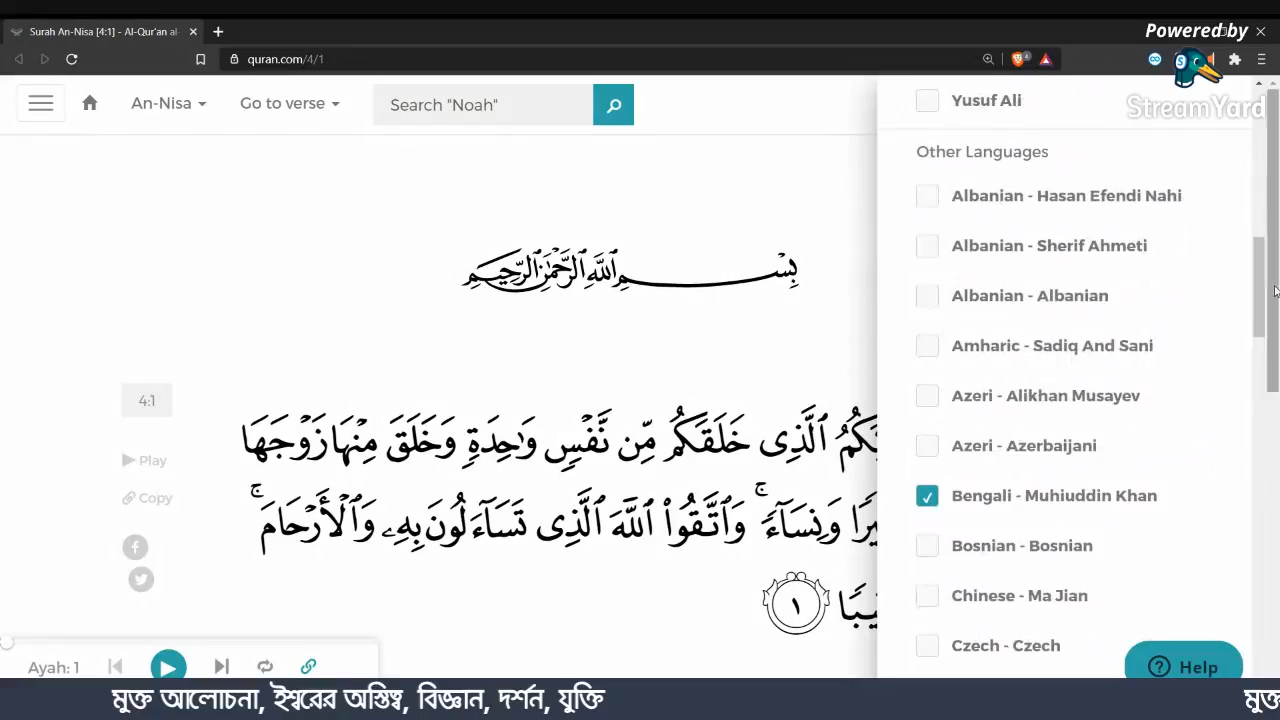 Surah An-Nisa [4:1] - Al-Qur'an al-
Powered by
quran.com/4/1
StreamYard
An-Nisa
Go to verse
Search "Noah"
Yusuf Ali
Other Languages
Albanian - Hasan Efendi Nahi
Albanian - Sherif Ahmeti
Albanian - Albanian
Amharic - Sadiq And Sani
Azeri - Alikhan Musayev
Azeri - Azerbaijani
Bengali - Muhiuddin Khan
Bosnian - Bosnian
Chinese - Ma Jian
Czech - Czech
بِسْمِ ٱللَّهِ ٱلرَّحْمَٰنِ ٱلرَّحِيمِ
4:1
Play
Copy
ٱلَّذِى خَلَقَكُم مِّن نَّفْسٍ وَٰحِدَةٍ وَخَلَقَ مِنْهَا زَوْجَهَا
وَنِسَآءً ۚ وَٱتَّقُوا۟ ٱللَّهَ ٱلَّذِى تَسَآءَلُونَ بِهِۦ وَٱلْأَرْحَامَ ۚ
١
Ayah: 1
Help
মুক্ত আলোচনা, ইশ্বরের অস্তিত্ব, বিজ্ঞান, দর্শন, যুক্তি
মুক্ত